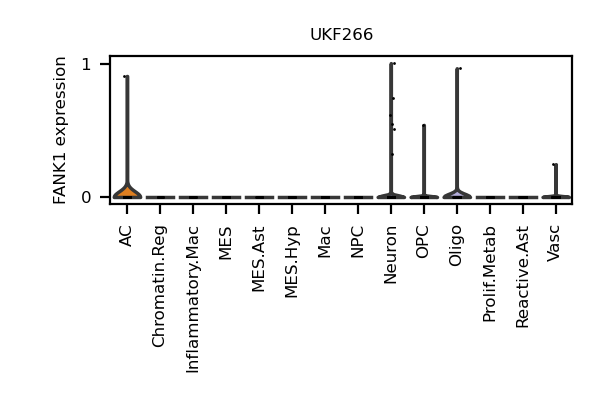 UKF266
FANK1 expression
1
0
AC
Chromatin.Reg
Inflammatory.Mac
MES
MES.Ast
MES.Hyp
Mac
NPC
Neuron
OPC
Oligo
Prolif.Metab
Reactive.Ast
Vasc